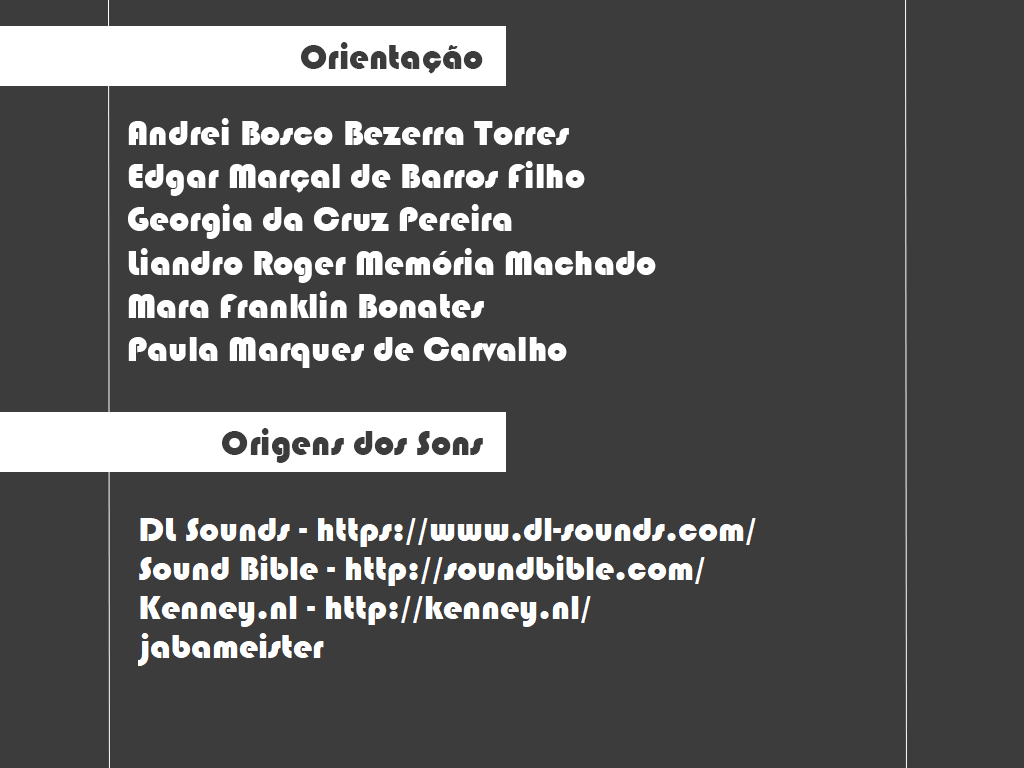 Orientação
Andrei Bosco Bezerra Torres
Edgar Marçal de Barros Filho
Georgia da Cruz Pereira
Liandro Roger Memória Machado
Mara Franklin Bonates
Paula Marques de Carvalho
Origens dos Sons
DL Sounds - https://www.dl-sounds.com/
Sound Bible - http://soundbible.com/
Kenney.nl - http://kenney.nl/
jabameister